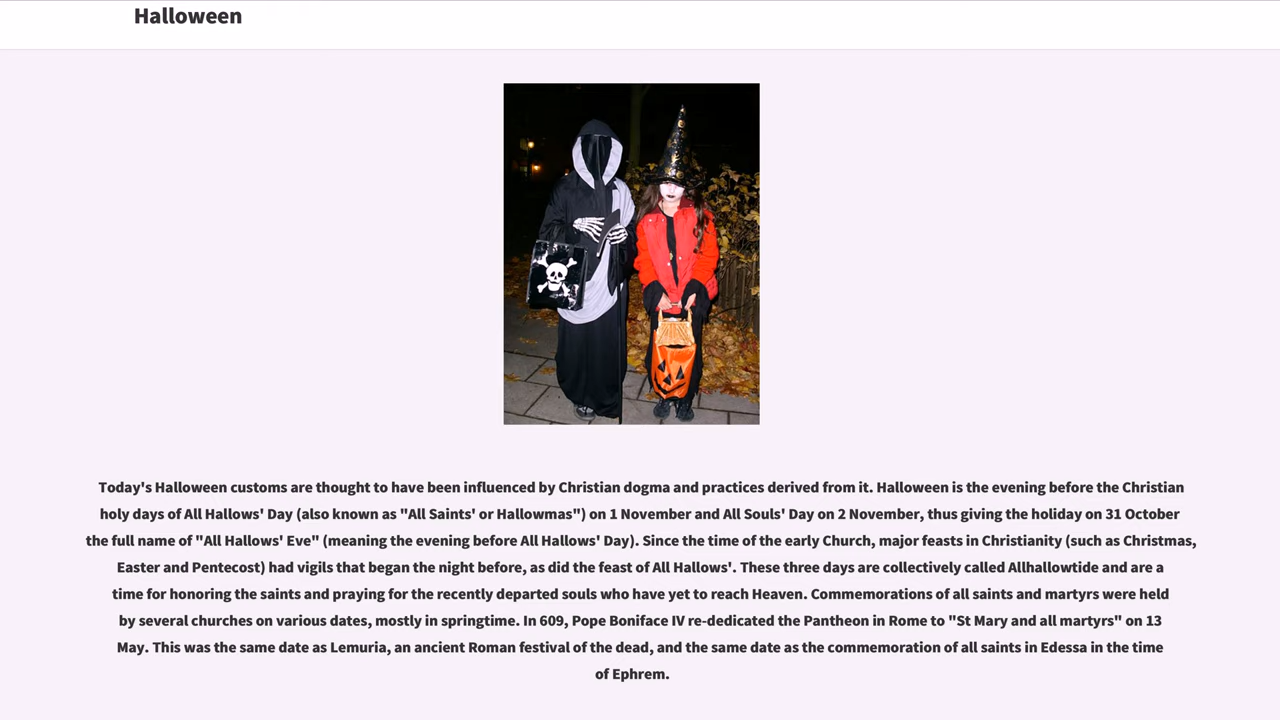 Halloween
Today's Halloween customs are thought to have been influenced by Christian dogma and practices derived from it. Halloween is the evening before the Christian
holy days of All Hallows' Day (also known as "All Saints' or Hallowmas") on 1 November and All Souls' Day on 2 November, thus giving the holiday on 31 October
the full name of "All Hallows' Eve" (meaning the evening before All Hallows' Day). Since the time of the early Church, major feasts in Christianity (such as Christmas,
Easter and Pentecost) had vigils that began the night before, as did the feast of All Hallows'. These three days are collectively called Allhallowtide and are a
time for honoring the saints and praying for the recently departed souls who have yet to reach Heaven. Commemorations of all saints and martyrs were held
by several churches on various dates, mostly in springtime. In 609, Pope Boniface IV re-dedicated the Pantheon in Rome to "St Mary and all martyrs" on 13
May. This was the same date as Lemuria, an ancient Roman festival of the dead, and the same date as the commemoration of all saints in Edessa in the time
of Ephrem.